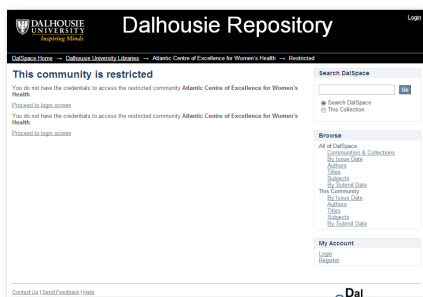 DALHOUSIE
UNIVERSITY
Inspiring Minds
Dalhousie Repository
Login
DalSpace Home → Dalhousie University Libraries → Atlantic Centre of Excellence for Women's Health → Restricted
This community is restricted
You do not have the credentials to access the restricted community Atlantic Centre of Excellence for Women's
Health.
Proceed to login screen
You do not have the credentials to access the restricted community Atlantic Centre of Excellence for Women's
Health.
Proceed to login screen
Search DalSpace
Go
Search DalSpace
This Collection
Browse
All of DalSpace
Communities & Collections
By Issue Date
Authors
Titles
Subjects
By Submit Date
This Community
By Issue Date
Authors
Titles
Subjects
By Submit Date
My Account
Login
Register
Contact Us | Send Feedback | Help
Dal